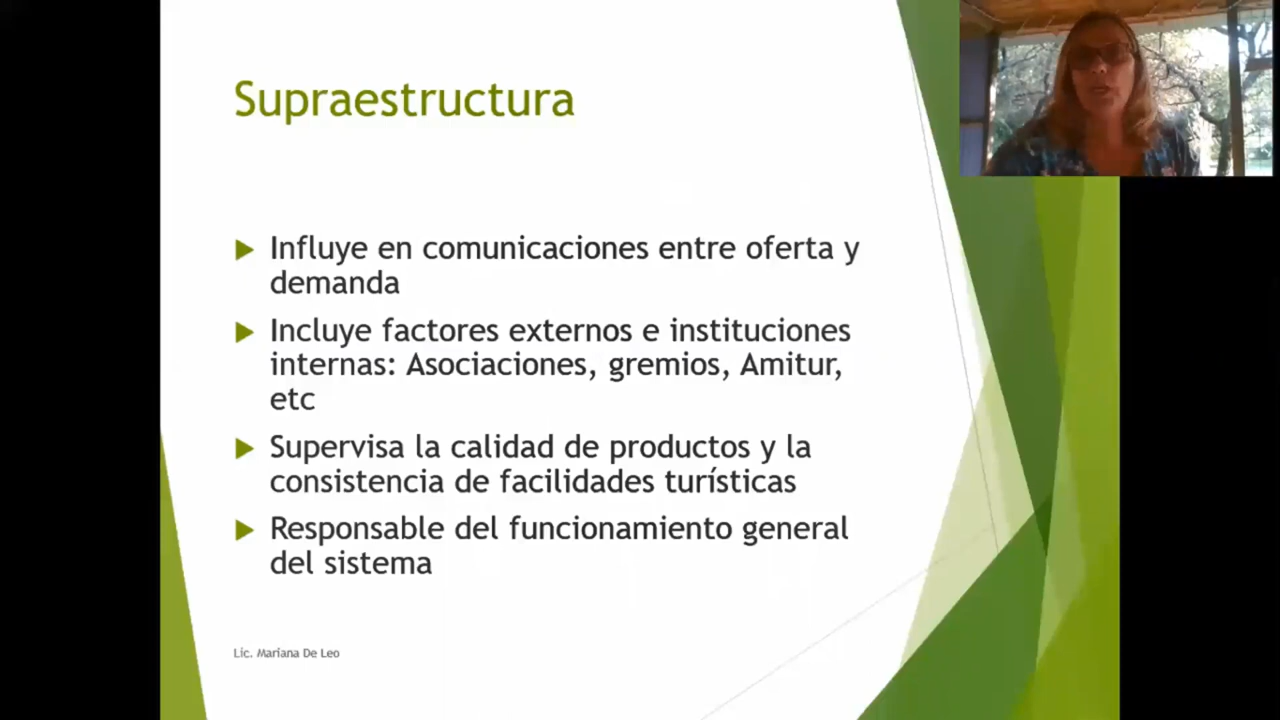 Supraestructura
Influye en comunicaciones entre oferta y
demanda
Incluye factores externos e instituciones
internas: Asociaciones, gremios, Amitur,
etc
Supervisa la calidad de productos y la
consistencia de facilidades turísticas
Responsable del funcionamiento general
del sistema
Lic. Mariana De Leo